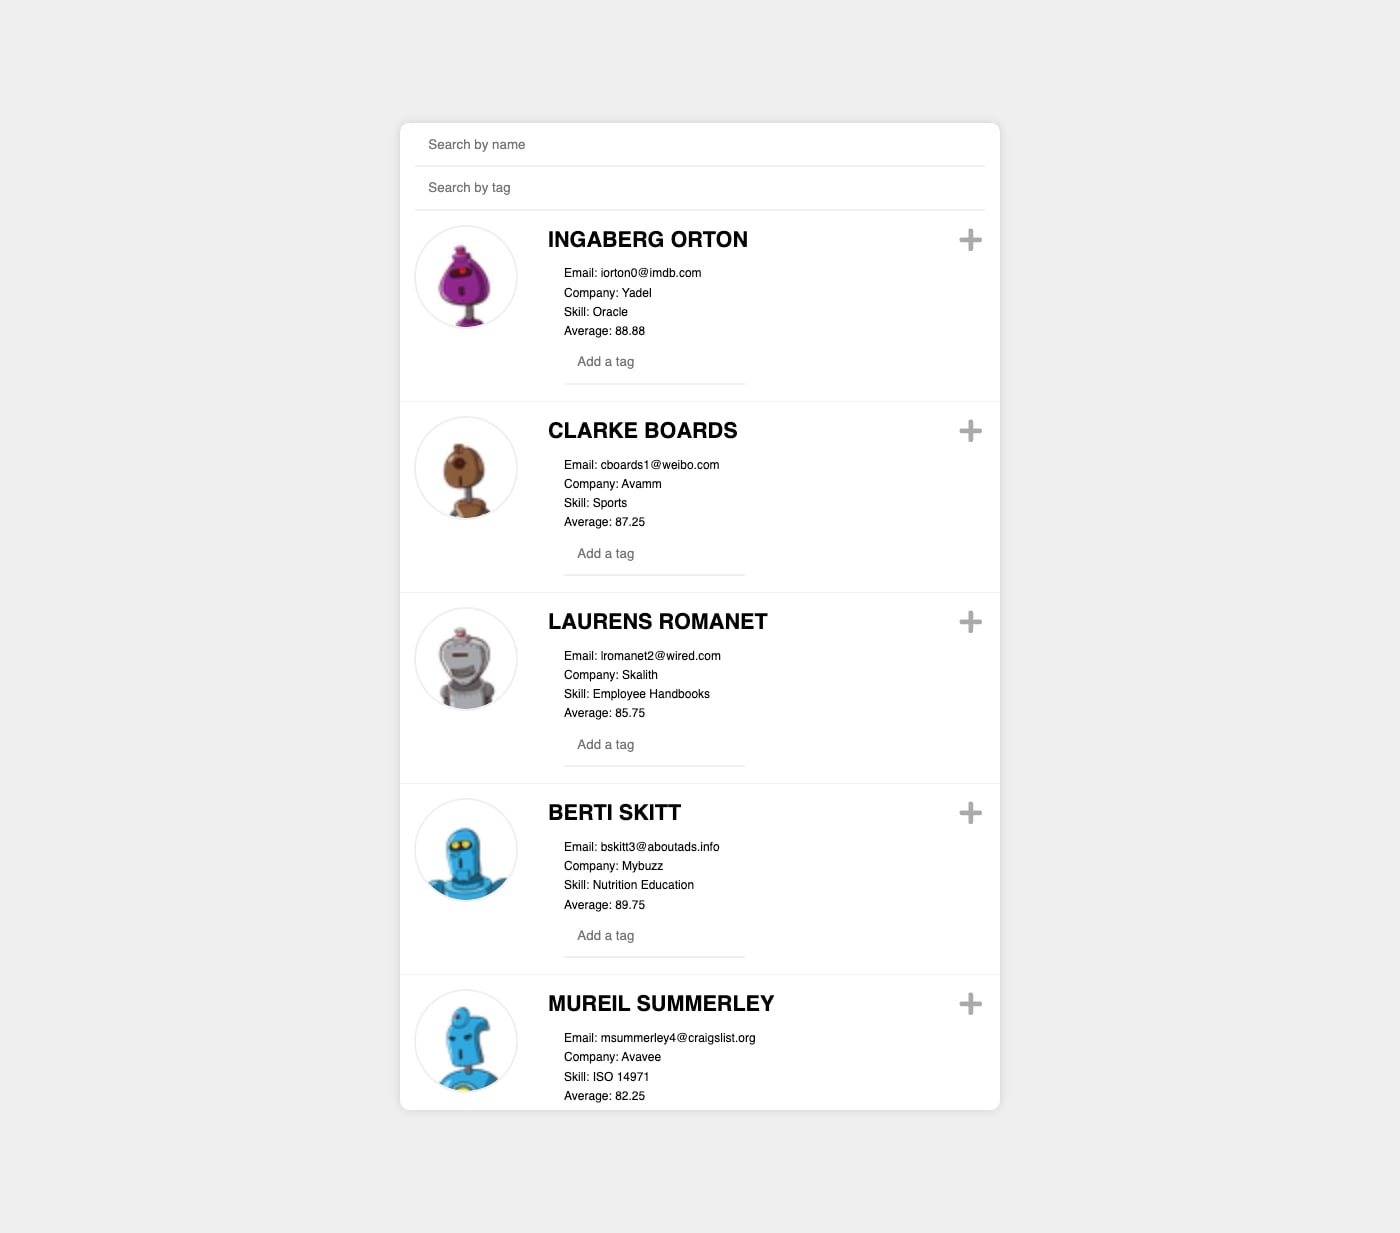 Search by name
Search by tag
INGABERG ORTON
Email: iorton0@imdb.com
Company: Yadel
Skill: Oracle
Average: 88.88
Add a tag
CLARKE BOARDS
Email: cboards1@weibo.com
Company: Avamm
Skill: Sports
Average: 87.25
Add a tag
LAURENS ROMANET
Email: lromanet2@wired.com
Company: Skalith
Skill: Employee Handbooks
Average: 85.75
Add a tag
BERTI SKITT
Email: bskitt3@aboutads.info
Company: Mybuzz
Skill: Nutrition Education
Average: 89.75
Add a tag
MUREIL SUMMERLEY
Email: msummerley4@craigslist.org
Company: Avavee
Skill: ISO 14971
Average: 82.25